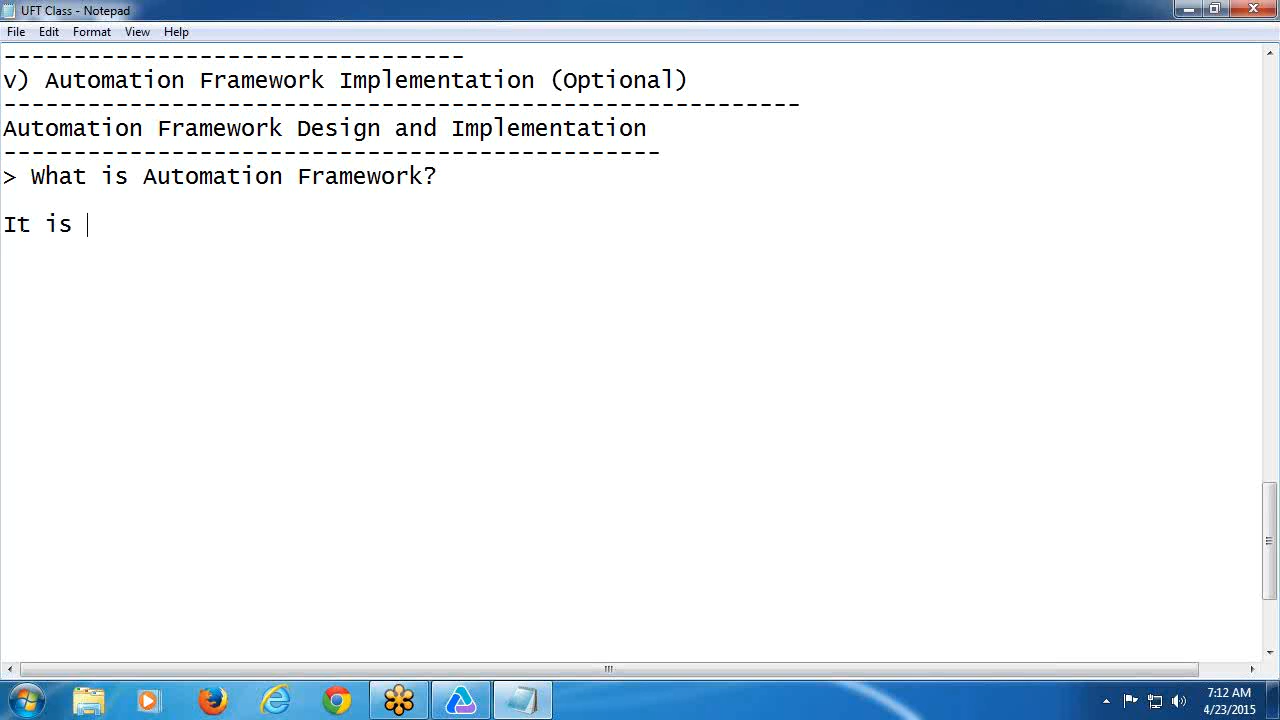 UFT Class - Notepad
File Edit Format View Help
---------------------------------
v) Automation Framework Implementation (Optional)
---------------------------------------------------------
Automation Framework Design and Implementation
-----------------------------------------------
> What is Automation Framework?
It is
7:12 AM
4/23/2015